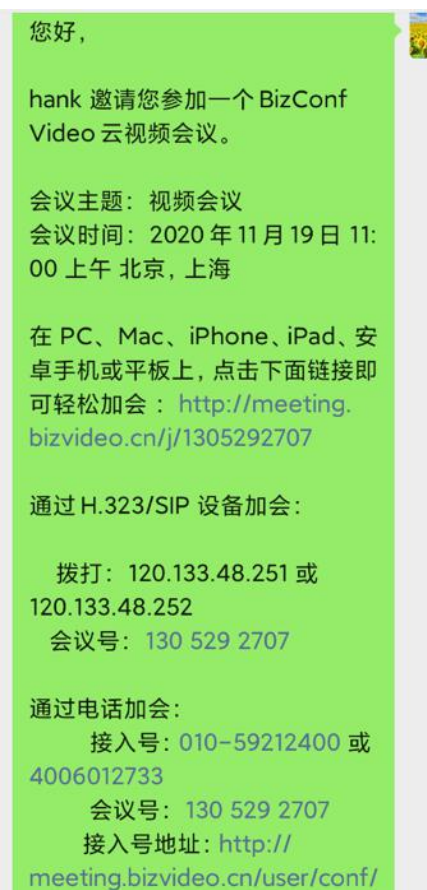 您好，
hank 邀请您参加一个 BizConf
Video 云视频会议。
会议主题：视频会议
会议时间：2020 年 11 月 19 日 11:
00 上午 北京，上海
在 PC、Mac、iPhone、iPad、安
卓手机或平板上，点击下面链接即
可轻松加会 ：http://meeting.
bizvideo.cn/j/1305292707
通过 H.323/SIP 设备加会：
拨打：120.133.48.251 或
120.133.48.252
会议号：130 529 2707
通过电话加会：
接入号：010-59212400 或
4006012733
会议号：130 529 2707
接入号地址：http://
meeting.bizvideo.cn/user/conf/